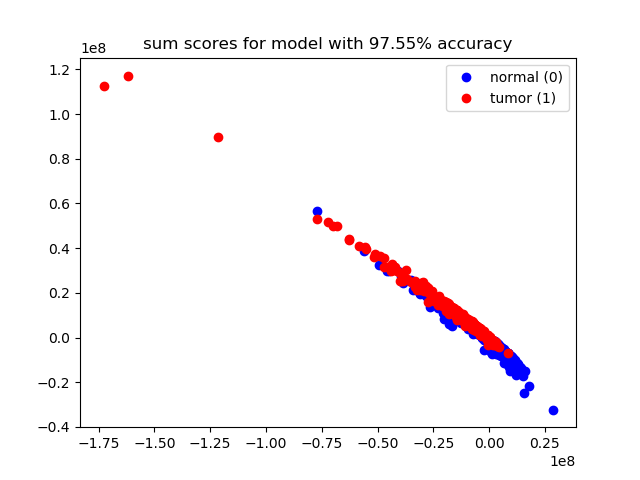 sum scores for model with 97.55% accuracy
1e8
normal (0)
tumor (1)
1.2
1.0
0.8
0.6
0.4
0.2
0.0
−0.2
−0.4
−1.75 −1.50 −1.25 −1.00 −0.75 −0.50 −0.25 0.00 0.25
1e8